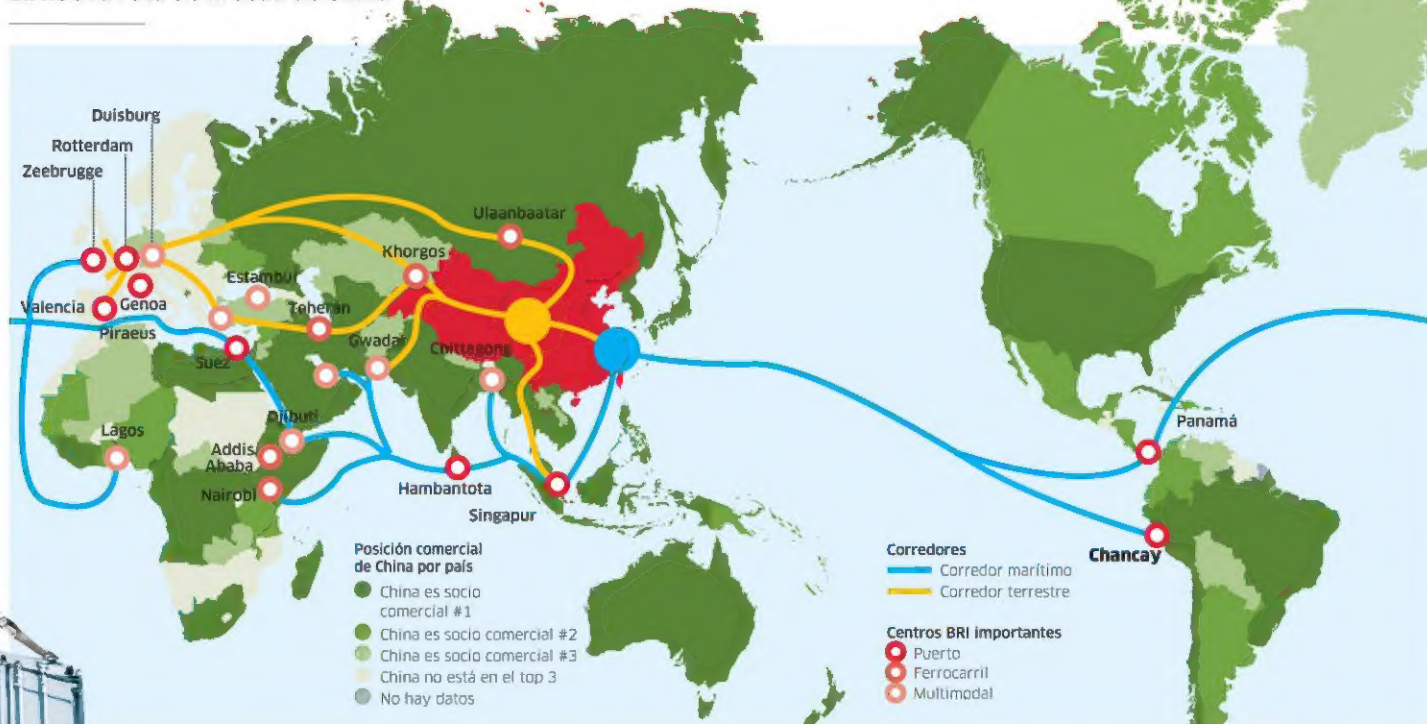 Duisburg
Rotterdam
Zeebrugge
Ulaanbaatar
Khorgos
Estambul
Teherán
Valencia
Genoa
Piraeus
Gwadar
Chittagong
Suez
Djibuti
Lagos
Addis
Ababa
Nairobi
Hambantota
Singapur
Panamá
Chancay
Posición comercial
de China por país
China es socio
comercial #1
China es socio comercial #2
China es socio comercial #3
China no está en el top 3
No hay datos
Corredores
Corredor marítimo
Corredor terrestre
Centros BRI importantes
Puerto
Ferrocarril
Multimodal